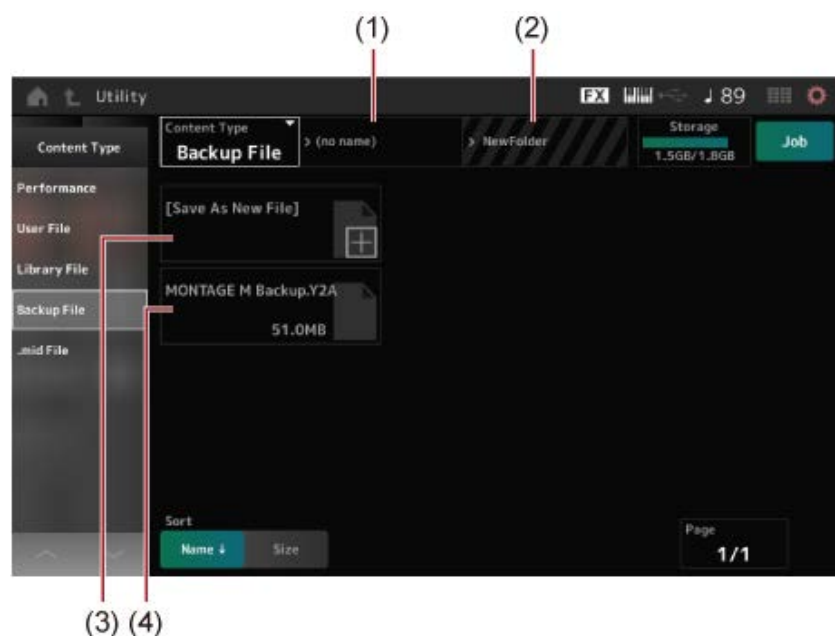 (1) (2)
Utility FX 89
Content Type
Performance
User File
Library File
Backup File
.mid File
Content Type
Backup File
> (no name)
> NewFolder
Storage
1.5GB/1.8GB
Job
[Save As New File]
MONTAGE M Backup.Y2A
51.0MB
Sort
Name ↓ Size
Page
1/1
(3) (4)